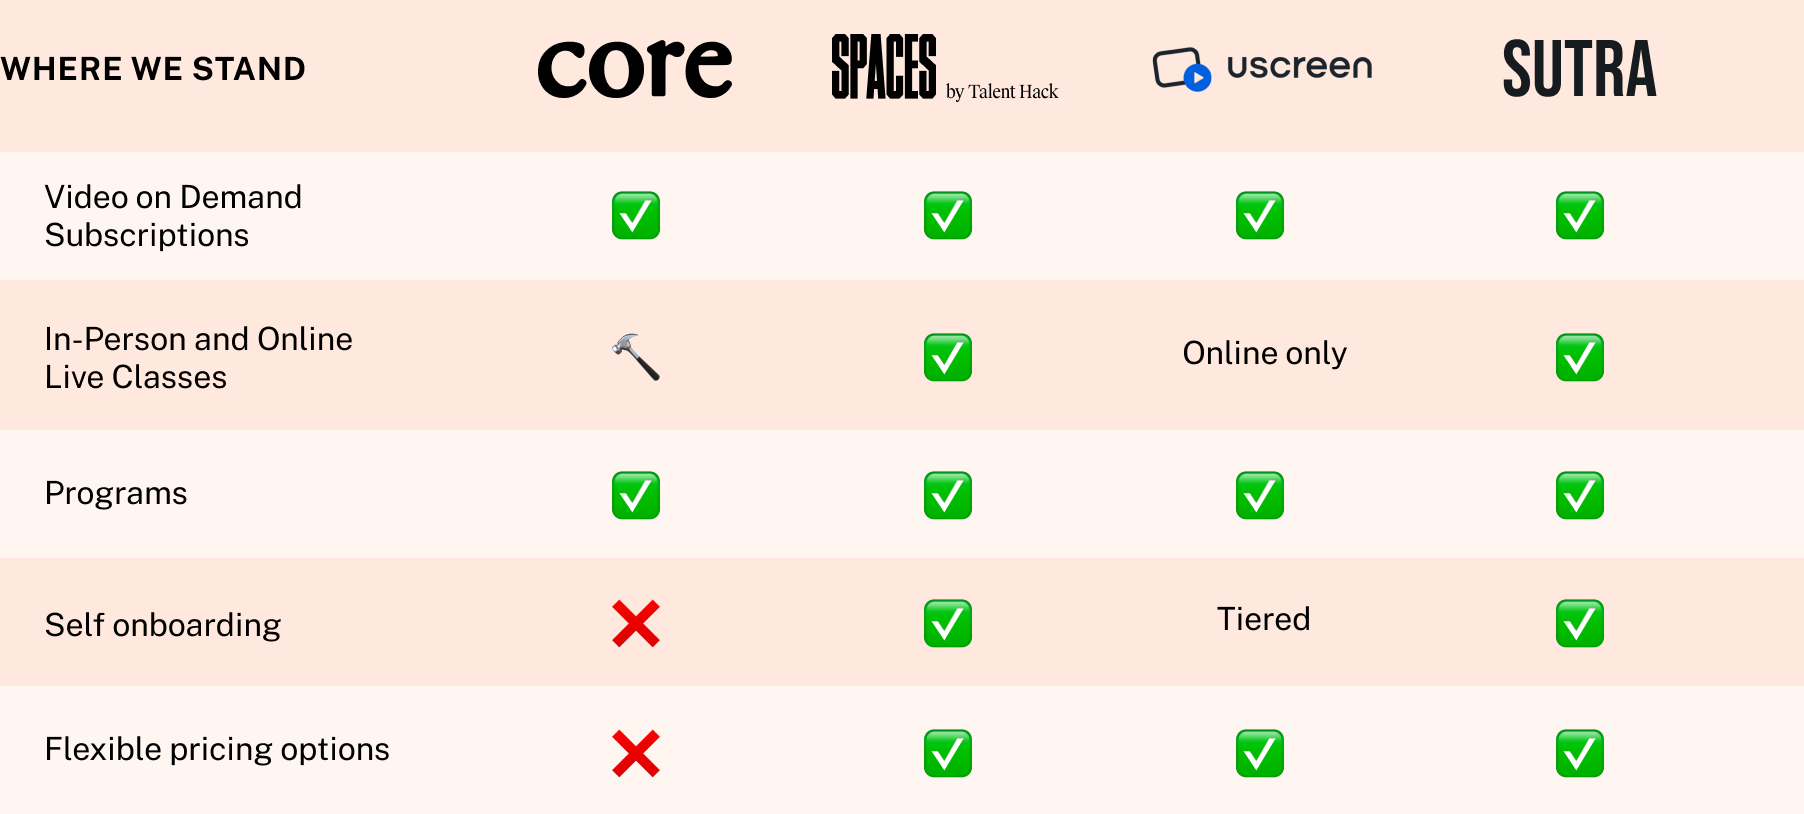 WHERE WE STAND
core
SPACES by Talent Hack
uscreen
SUTRA
Video on Demand
Subscriptions
In-Person and Online
Live Classes
Online only
Programs
Self onboarding
Tiered
Flexible pricing options